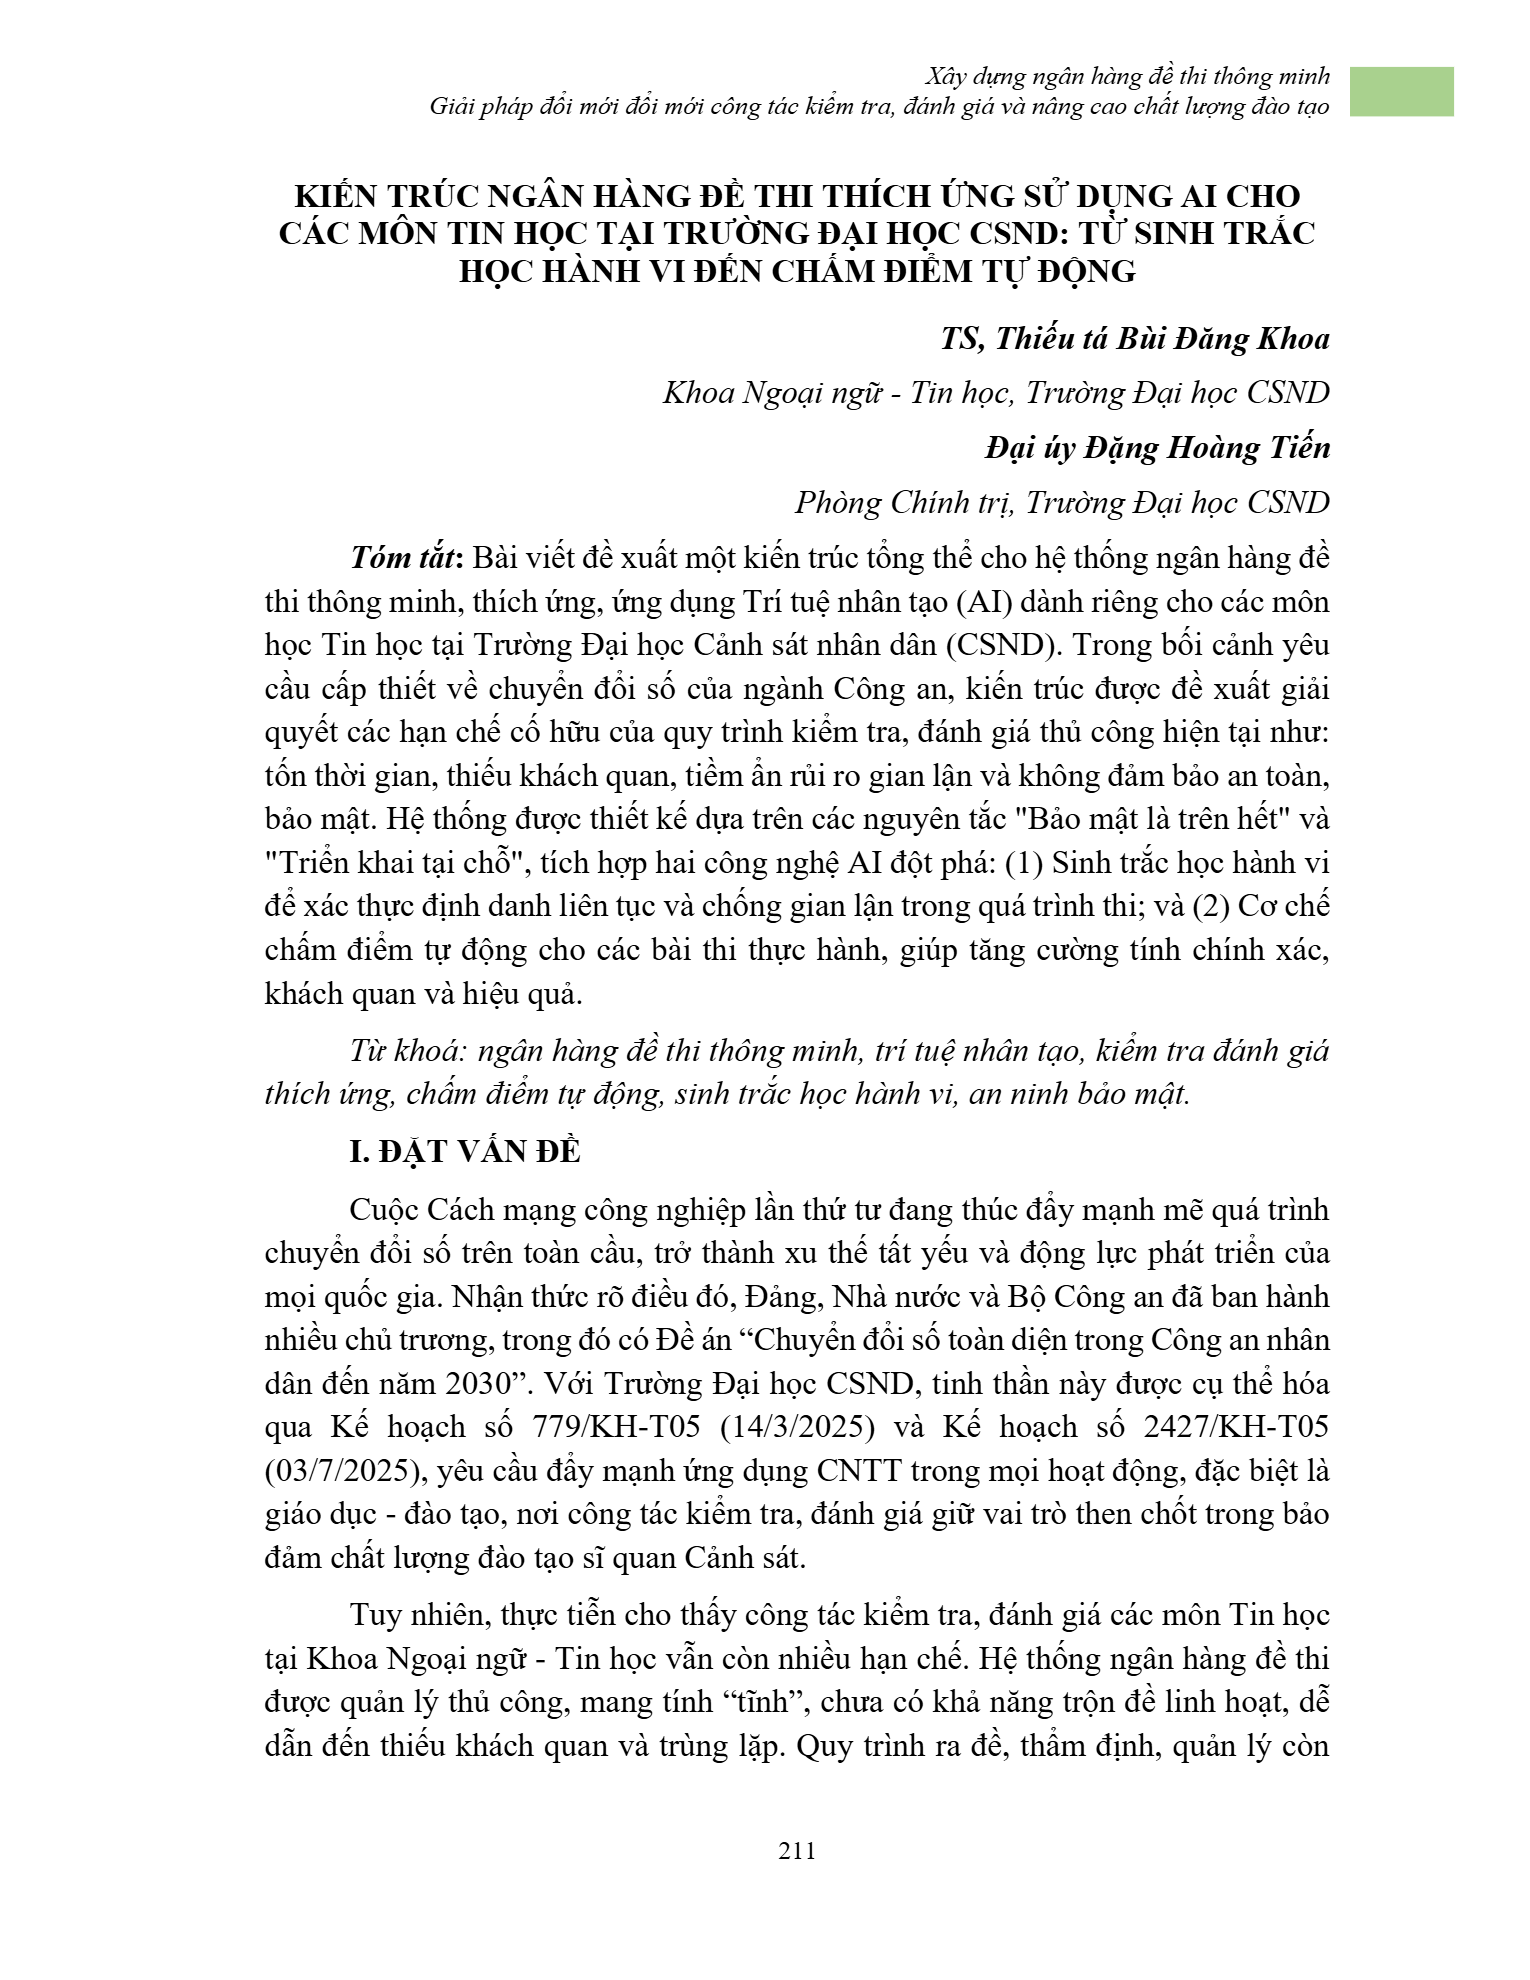 Xây dựng ngân hàng đề thi thông minh
Giải pháp đổi mới đổi mới công tác kiểm tra, đánh giá và nâng cao chất lượng đào tạo
KIẾN TRÚC NGÂN HÀNG ĐỀ THI THÍCH ỨNG SỬ DỤNG AI CHO
CÁC MÔN TIN HỌC TẠI TRƯỜNG ĐẠI HỌC CSND: TỪ SINH TRẮC
HỌC HÀNH VI ĐẾN CHẤM ĐIỂM TỰ ĐỘNG
TS, Thiếu tá Bùi Đăng Khoa
Khoa Ngoại ngữ - Tin học, Trường Đại học CSND
Đại úy Đặng Hoàng Tiến
Phòng Chính trị, Trường Đại học CSND
Tóm tắt: Bài viết đề xuất một kiến trúc tổng thể cho hệ thống ngân hàng đề
thi thông minh, thích ứng, ứng dụng Trí tuệ nhân tạo (AI) dành riêng cho các môn
học Tin học tại Trường Đại học Cảnh sát nhân dân (CSND). Trong bối cảnh yêu
cầu cấp thiết về chuyển đổi số của ngành Công an, kiến trúc được đề xuất giải
quyết các hạn chế cố hữu của quy trình kiểm tra, đánh giá thủ công hiện tại như:
tốn thời gian, thiếu khách quan, tiềm ẩn rủi ro gian lận và không đảm bảo an toàn,
bảo mật. Hệ thống được thiết kế dựa trên các nguyên tắc "Bảo mật là trên hết" và
"Triển khai tại chỗ", tích hợp hai công nghệ AI đột phá: (1) Sinh trắc học hành vi
để xác thực định danh liên tục và chống gian lận trong quá trình thi; và (2) Cơ chế
chấm điểm tự động cho các bài thi thực hành, giúp tăng cường tính chính xác,
khách quan và hiệu quả.
Từ khoá: ngân hàng đề thi thông minh, trí tuệ nhân tạo, kiểm tra đánh giá
thích ứng, chấm điểm tự động, sinh trắc học hành vi, an ninh bảo mật.
I. ĐẶT VẤN ĐỀ
Cuộc Cách mạng công nghiệp lần thứ tư đang thúc đẩy mạnh mẽ quá trình
chuyển đổi số trên toàn cầu, trở thành xu thế tất yếu và động lực phát triển của
mọi quốc gia. Nhận thức rõ điều đó, Đảng, Nhà nước và Bộ Công an đã ban hành
nhiều chủ trương, trong đó có Đề án “Chuyển đổi số toàn diện trong Công an nhân
dân đến năm 2030”. Với Trường Đại học CSND, tinh thần này được cụ thể hóa
qua Kế hoạch số 779/KH-T05 (14/3/2025) và Kế hoạch số 2427/KH-T05
(03/7/2025), yêu cầu đẩy mạnh ứng dụng CNTT trong mọi hoạt động, đặc biệt là
giáo dục - đào tạo, nơi công tác kiểm tra, đánh giá giữ vai trò then chốt trong bảo
đảm chất lượng đào tạo sĩ quan Cảnh sát.
Tuy nhiên, thực tiễn cho thấy công tác kiểm tra, đánh giá các môn Tin học
tại Khoa Ngoại ngữ - Tin học vẫn còn nhiều hạn chế. Hệ thống ngân hàng đề thi
được quản lý thủ công, mang tính “tĩnh”, chưa có khả năng trộn đề linh hoạt, dễ
dẫn đến thiếu khách quan và trùng lặp. Quy trình ra đề, thẩm định, quản lý còn
211